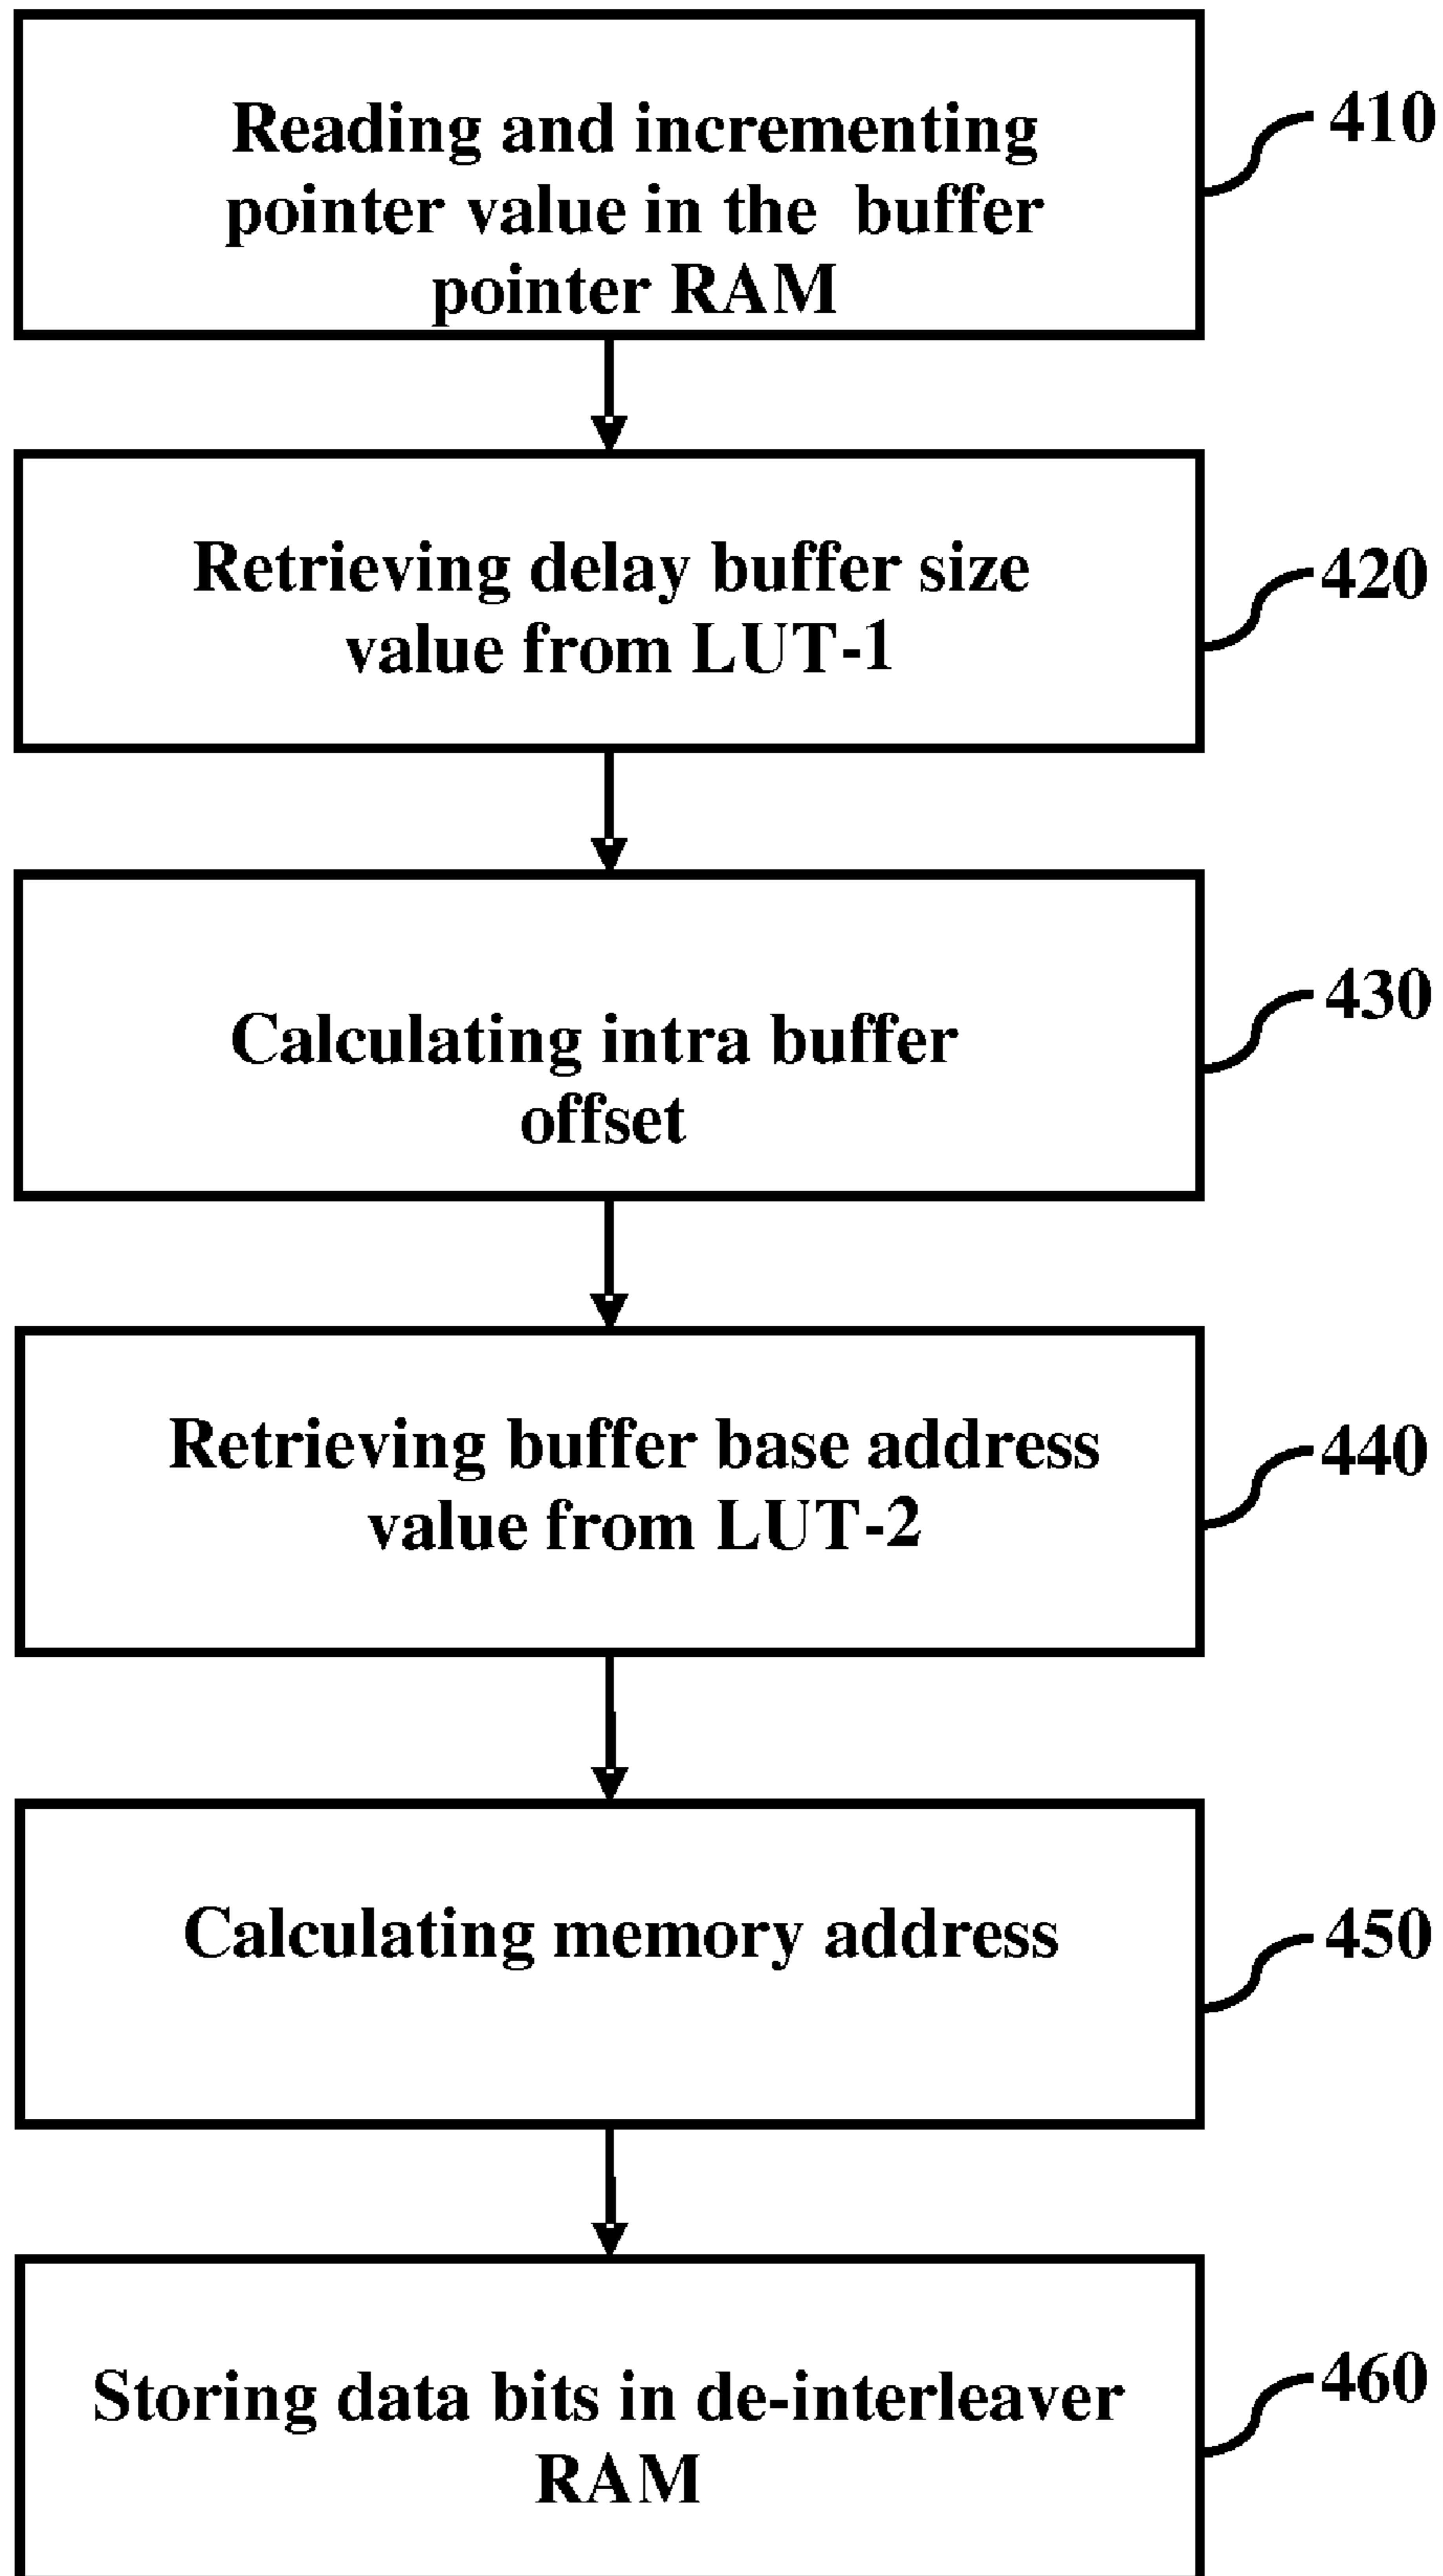 Reading and incrementing
pointer value in the buffer
pointer RAM
410
Retrieving delay buffer size
value from LUT-1
420
Calculating intra buffer
offset
430
Retrieving buffer base address
value from LUT-2
440
Calculating memory address
450
Storing data bits in de-interleaver
RAM
460